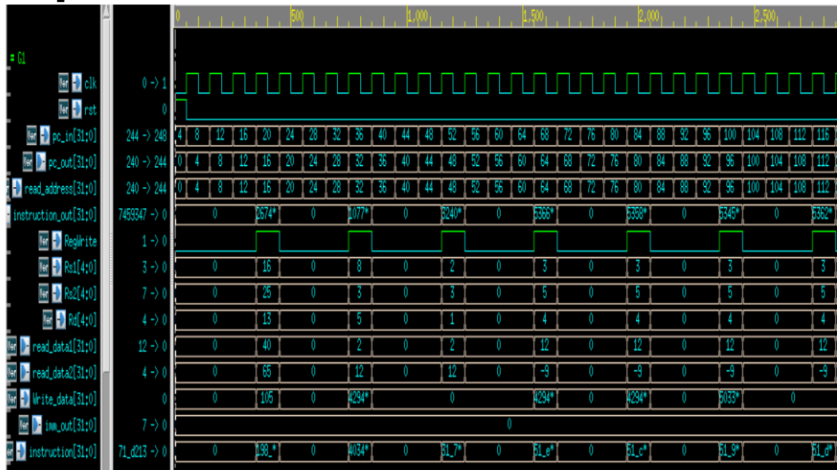 0 500 1,000 1,500 2,000 2,500
= G1
clk 0 -> 1
rst 0
pc_in[31:0] 244 -> 248 4 8 12 16 20 24 28 32 36 40 44 48 52 56 60 64 68 72 76 80 84 88 92 96 100 104 108 112 116
pc_out[31:0] 240 -> 244 0 4 8 12 16 20 24 28 32 36 40 44 48 52 56 60 64 68 72 76 80 84 88 92 96 100 104 108 112
read_address[31:0] 240 -> 244 0 4 8 12 16 20 24 28 32 36 40 44 48 52 56 60 64 68 72 76 80 84 88 92 96 100 104 108 112
instruction_out[31:0] 7459347 -> 0 0 2674* 0 1077* 0 3240* 0 5366* 0 5358* 0 5345* 0 5362*
RegWrite 1 -> 0
Rs1[4:0] 3 -> 0 0 16 0 8 0 2 0 3 0 3 0 3 0 3
Rs2[4:0] 7 -> 0 0 25 0 3 0 3 0 5 0 5 0 5 0 5
Rd[4:0] 4 -> 0 0 13 0 5 0 1 0 4 0 4 0 4 0 4
read_data1[31:0] 12 -> 0 0 40 0 2 0 2 0 12 0 12 0 12 0 12
read_data2[31:0] 4 -> 0 0 65 0 12 0 12 0 -9 0 -9 0 -9 0 -9
Write_data[31:0] 0 0 105 0 4294* 0 4294* 0 4294* 0 5033* 0
imm_out[31:0] 7 -> 0 0
instruction[31:0] 71_d213 -> 0 0 198_* 0 4034* 0 31_7* 0 51_e* 0 51_c* 0 51_9* 0 51_d*